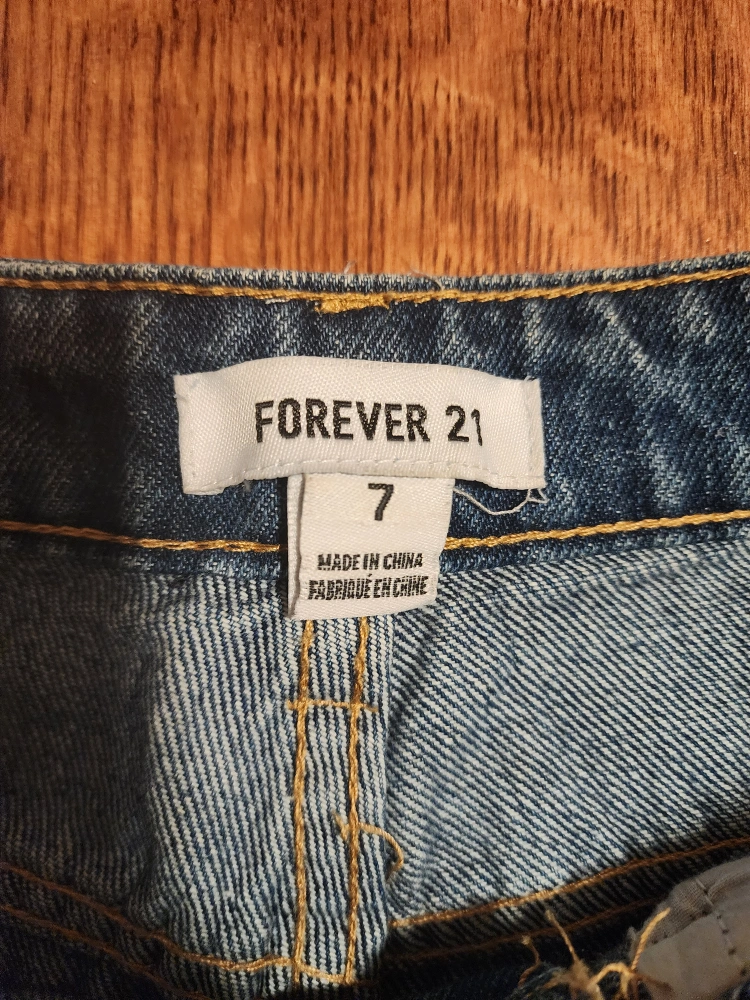 FOREVER 21
7
MADE IN CHINA
FABRIQUÉ EN CHINE